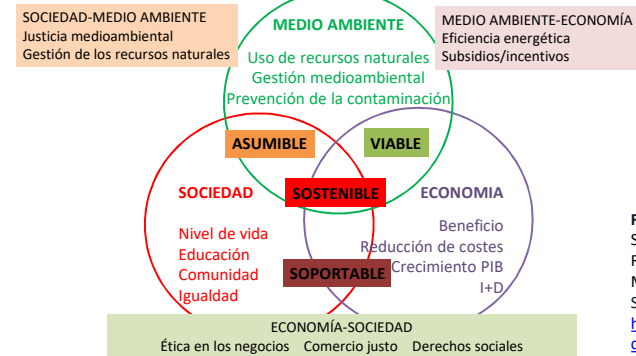 SOCIEDAD-MEDIO AMBIENTE
Justicia medioambiental
Gestión de los recursos naturales
MEDIO AMBIENTE
Uso de recursos naturales
Gestión medioambiental
Prevención de la contaminación
MEDIO AMBIENTE-ECONOMÍA
Eficiencia energética
Subsidios/incentivos
ASUMIBLE
VIABLE
SOCIEDAD
SOSTENIBLE
ECONOMIA
Nivel de vida
Educación
Comunidad
Igualdad
Beneficio
Reducción de costes
Crecimiento PIB
I+D
SOPORTABLE
ECONOMÍA-SOCIEDAD
Ética en los negocios Comercio justo Derechos sociales